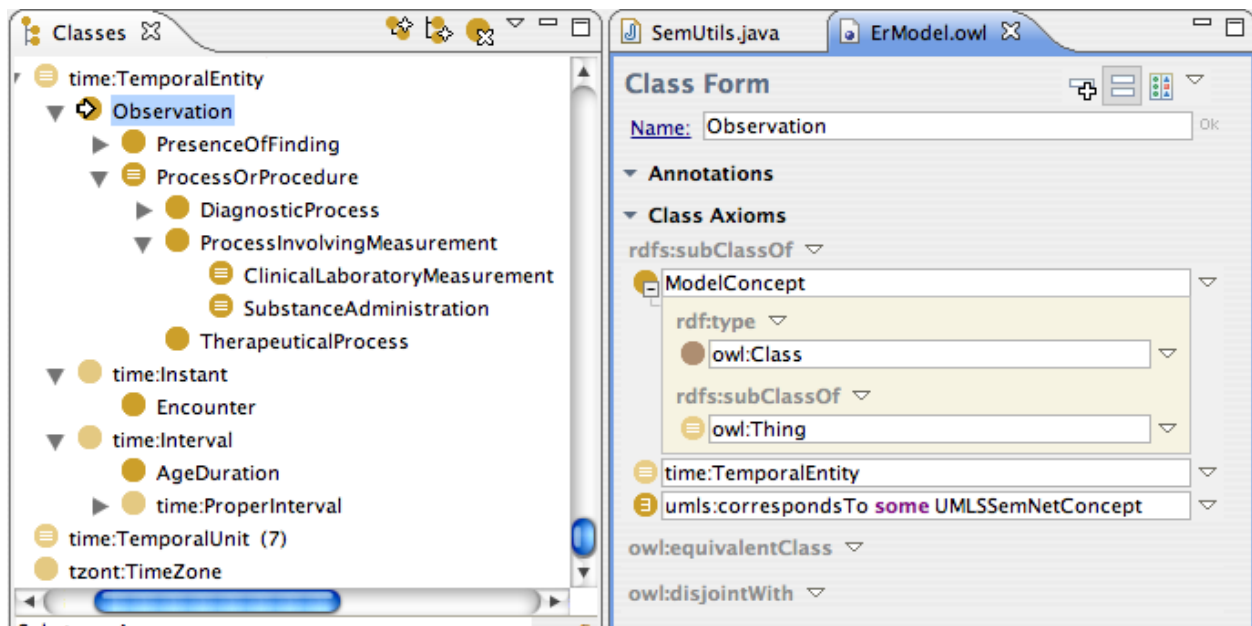 Classes
time:TemporalEntity
Observation
PresenceOfFinding
ProcessOrProcedure
DiagnosticProcess
ProcessInvolvingMeasurement
ClinicalLaboratoryMeasurement
SubstanceAdministration
TherapeuticalProcess
time:Instant
Encounter
time:Interval
AgeDuration
time:ProperInterval
time:TemporalUnit (7)
tzont:TimeZone
SemUtils.java
ErModel.owl
Class Form
Name: Observation Ok
Annotations
Class Axioms
rdfs:subClassOf
ModelConcept
rdf:type
owl:Class
rdfs:subClassOf
owl:Thing
time:TemporalEntity
umls:correspondsTo some UMLSSemNetConcept
owl:equivalentClass
owl:disjointWith